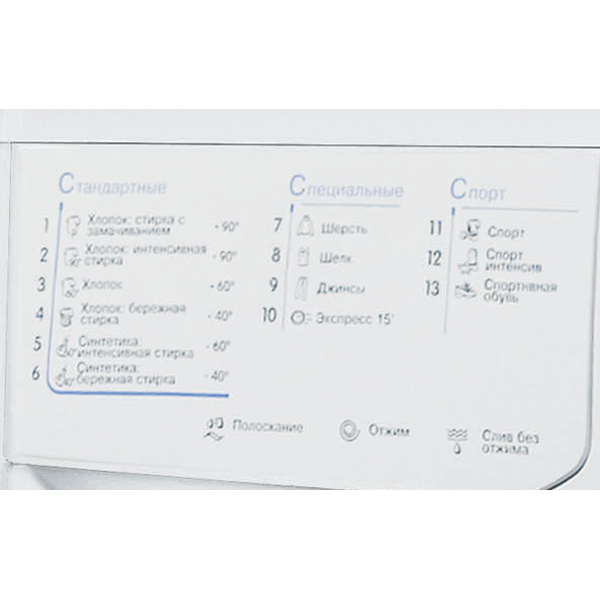 Стандартные
1 Хлопок: стирка с
замачиванием - 90°
2 Хлопок: интенсивная
стирка - 90°
3 Хлопок - 60°
4 Хлопок: бережная
стирка - 40°
5 Синтетика:
интенсивная стирка - 60°
6 Синтетика:
бережная стирка - 40°
Специальные
7 Шерсть
8 Шелк
9 Джинсы
10 Экспресс 15'
Спорт
11 Спорт
12 Спорт
интенсив
13 Спортивная
обувь
Полоскание
Отжим
Слив без
отжима